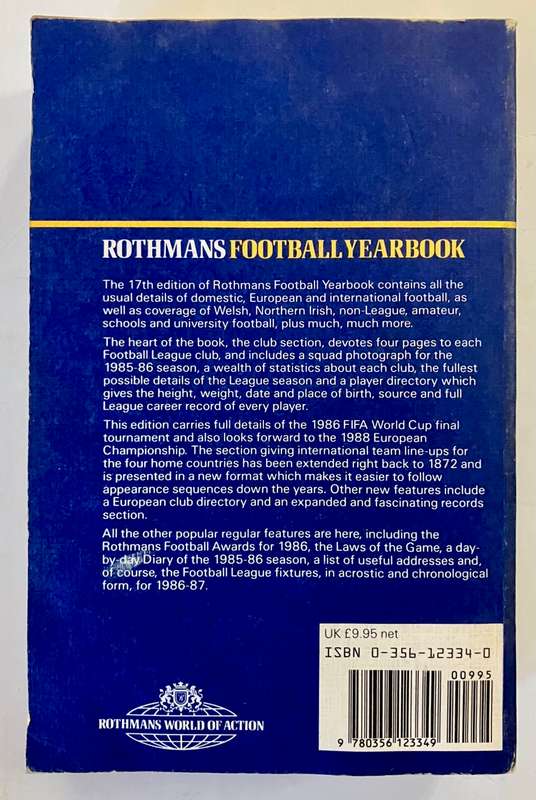 ROTHMANS FOOTBALL YEARBOOK
The 17th edition of Rothmans Football Yearbook contains all the
usual details of domestic, European and international football, as
well as coverage of Welsh, Northern Irish, non-League, amateur,
schools and university football, plus much, much more.
The heart of the book, the club section, devotes four pages to each
Football League club, and includes a squad photograph for the
1985-86 season, a wealth of statistics about each club, the fullest
possible details of the League season and a player directory which
gives the height, weight, date and place of birth, source and full
League career record of every player.
This edition carries full details of the 1986 FIFA World Cup final
tournament and also looks forward to the 1988 European
Championship. The section giving international team line-ups for
the four home countries has been extended right back to 1872 and
is presented in a new format which makes it easier to follow
appearance sequences down the years. Other new features include
a European club directory and an expanded and fascinating records
section.
All the other popular regular features are here, including the
Rothmans Football Awards for 1986, the Laws of the Game, a day-
by-day Diary of the 1985-86 season, a list of useful addresses and,
of course, the Football League fixtures, in acrostic and chronological
form, for 1986-87.
UK £9.95 net
ISBN 0-356-12334-0
00995
9 780356 123349
ROTHMANS WORLD OF ACTION